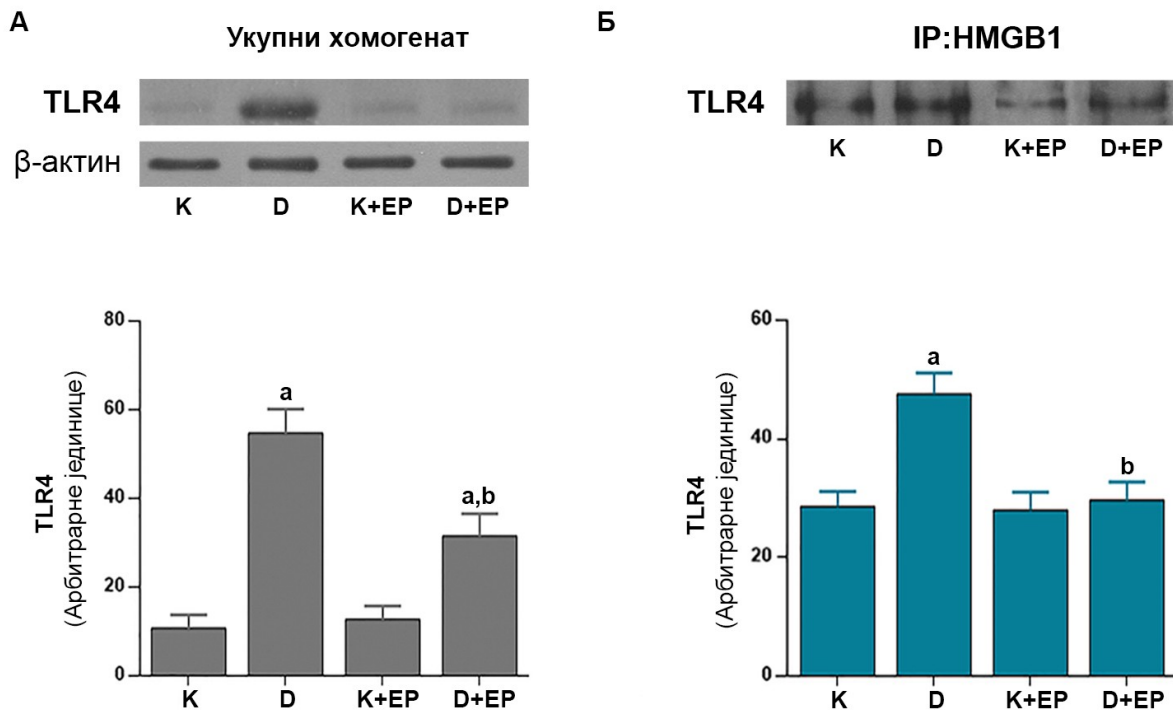 А
Укупни хомогенат
TLR4
β-актин
K D K+EP D+EP
TLR4
(Арбитрарне јединице)
80
60
40
20
0
a
a,b
K D K+EP D+EP
Б
IP:HMGB1
TLR4
K D K+EP D+EP
TLR4
(Арбитрарне јединице)
60
40
20
0
a
b
K D K+EP D+EP